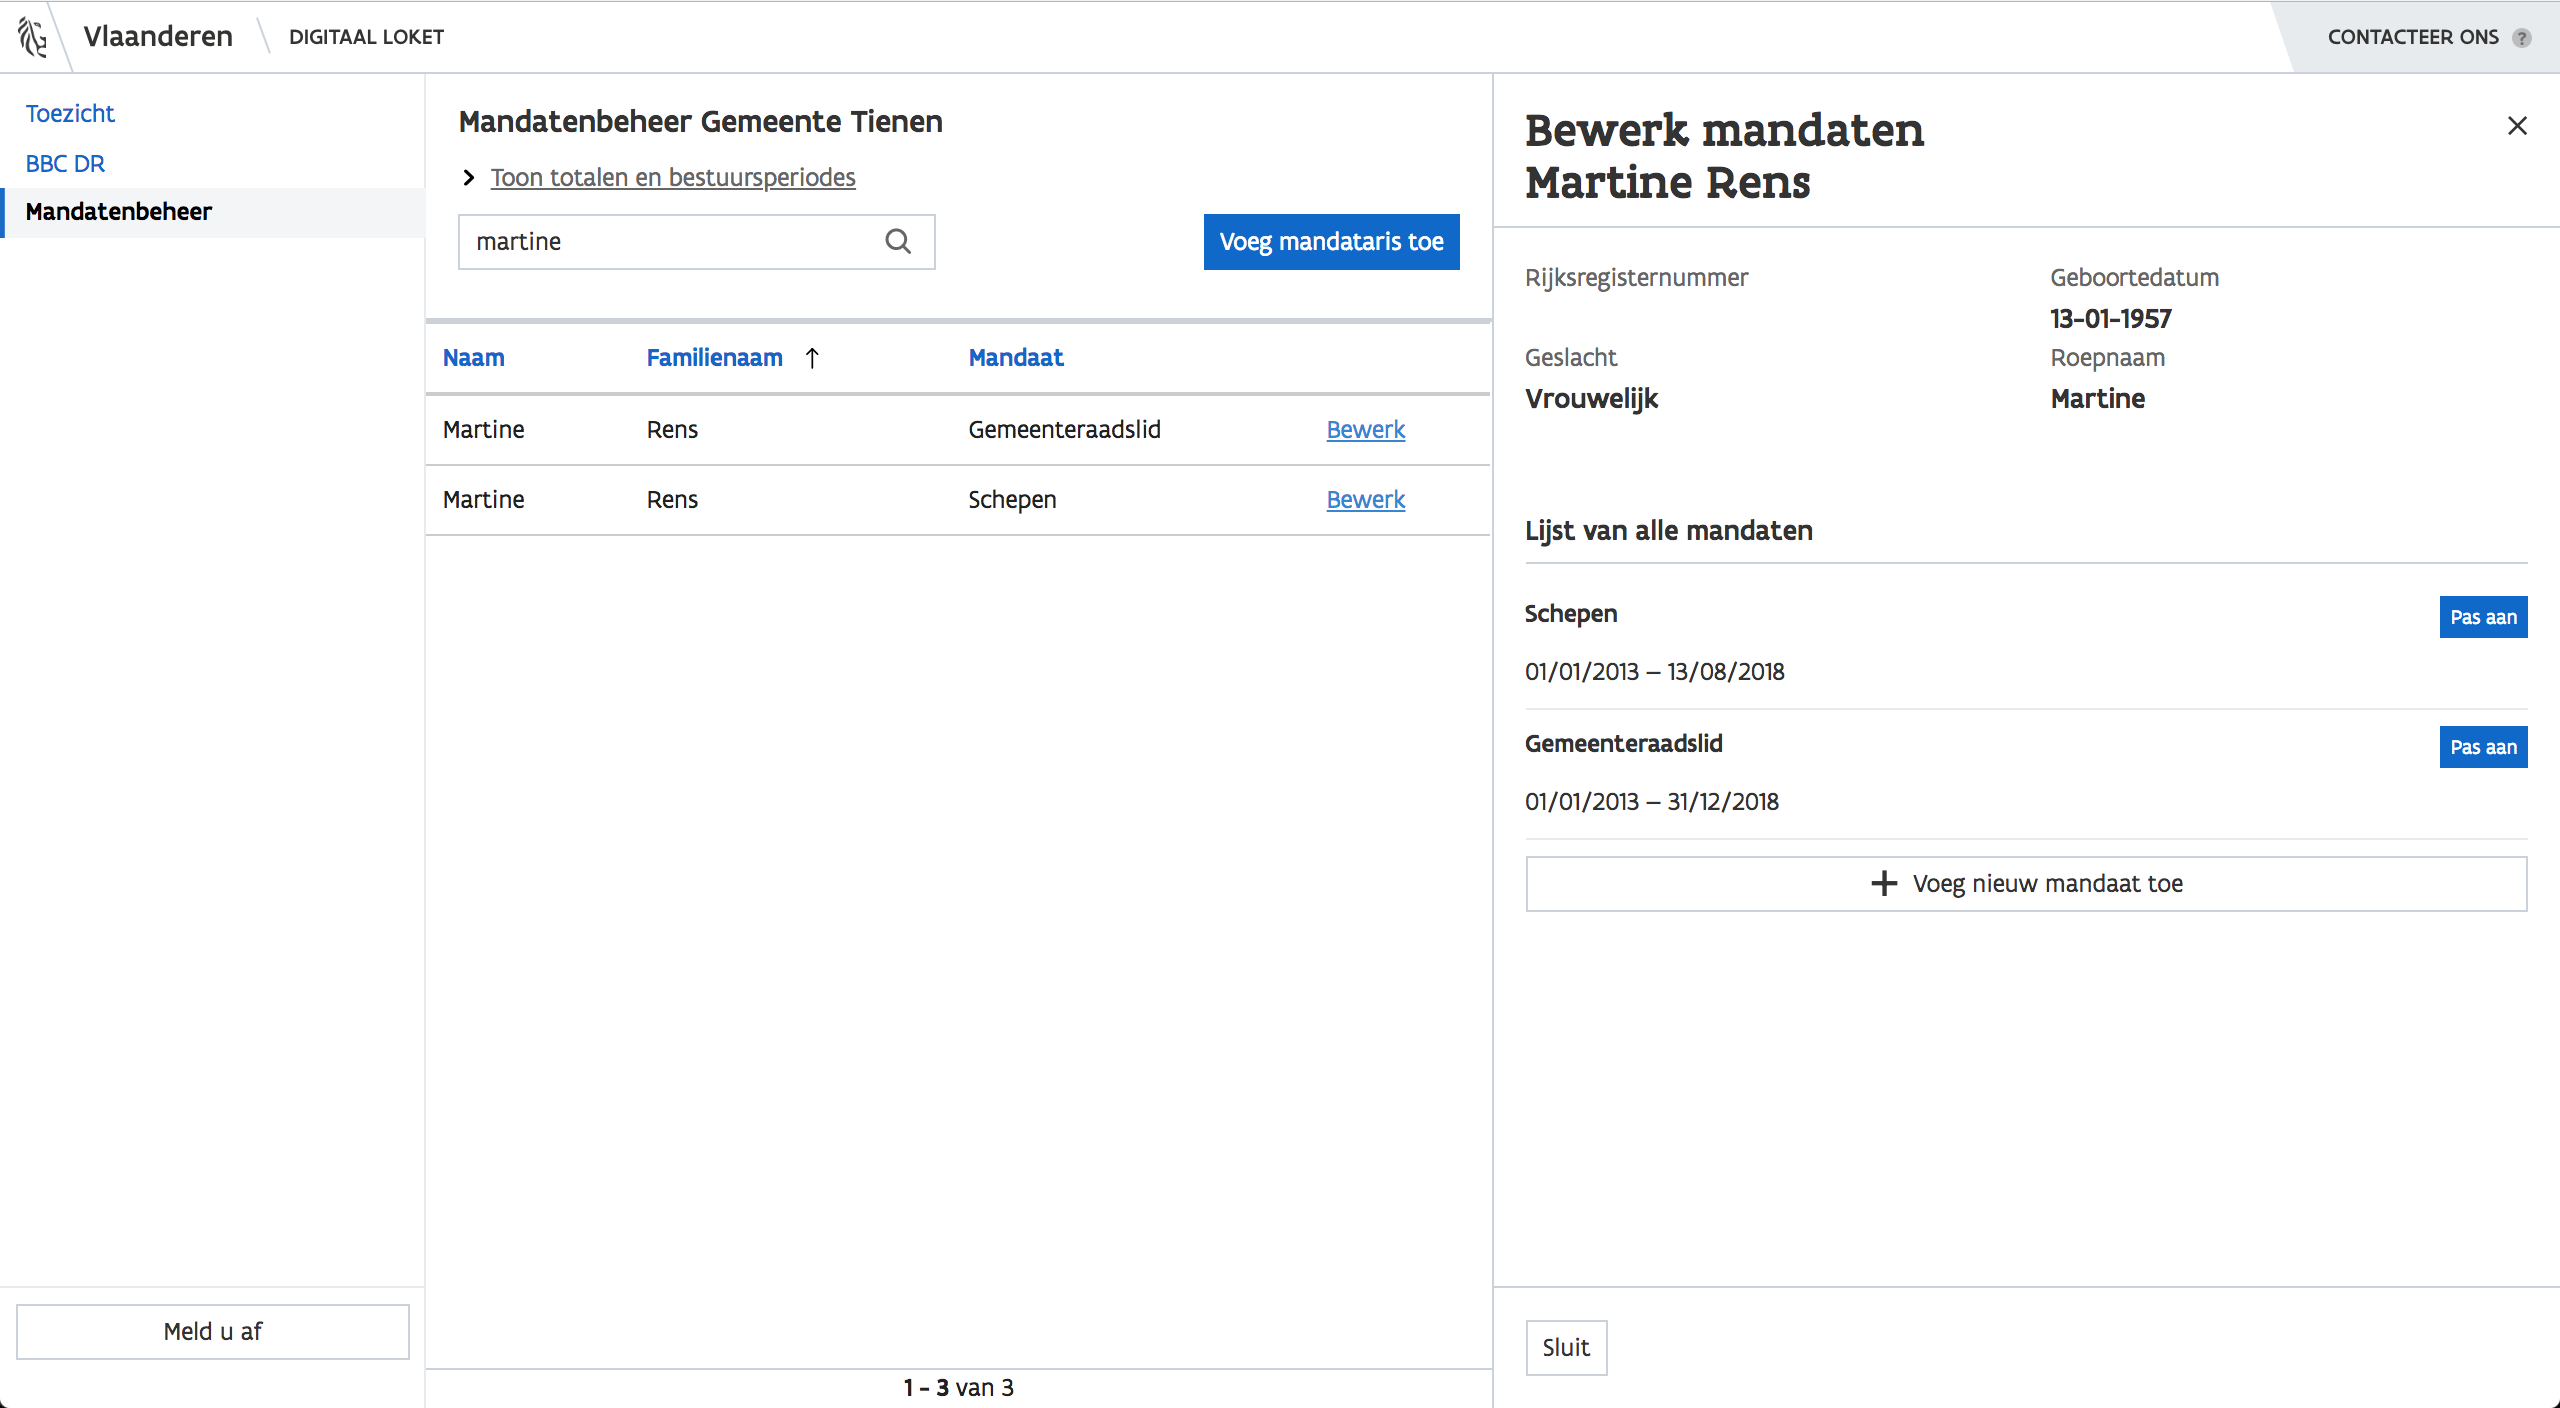 Vlaanderen
DIGITAAL LOKET
CONTACTEER ONS ?
Toezicht
BBC DR
Mandatenbeheer
Meld u af
Mandatenbeheer Gemeente Tienen
Toon totalen en bestuursperiodes
martine
Voeg mandataris toe
Naam Familienaam ↑ Mandaat
Martine Rens Gemeenteraadslid Bewerk
Martine Rens Schepen Bewerk
1 - 3 van 3
Bewerk mandaten
Martine Rens
Rijksregisternummer Geboortedatum
13-01-1957
Geslacht Roepnaam
Vrouwelijk Martine
Lijst van alle mandaten
Schepen Pas aan
01/01/2013 – 13/08/2018
Gemeenteraadslid Pas aan
01/01/2013 – 31/12/2018
+ Voeg nieuw mandaat toe
Sluit